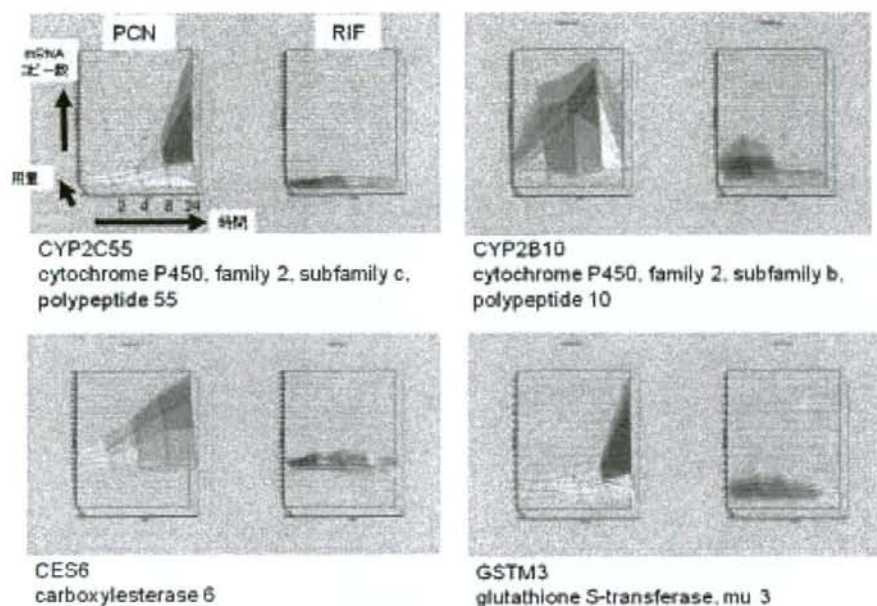 PCN
RIF
mRNA
コピー数
用量
2 4 8 24
時間
CYP2C55
cytochrome P450, family 2, subfamily c,
polypeptide 55
CYP2B10
cytochrome P450, family 2, subfamily b,
polypeptide 10
CES6
carboxylesterase 6
GSTM3
glutathione S-transferase, mu 3